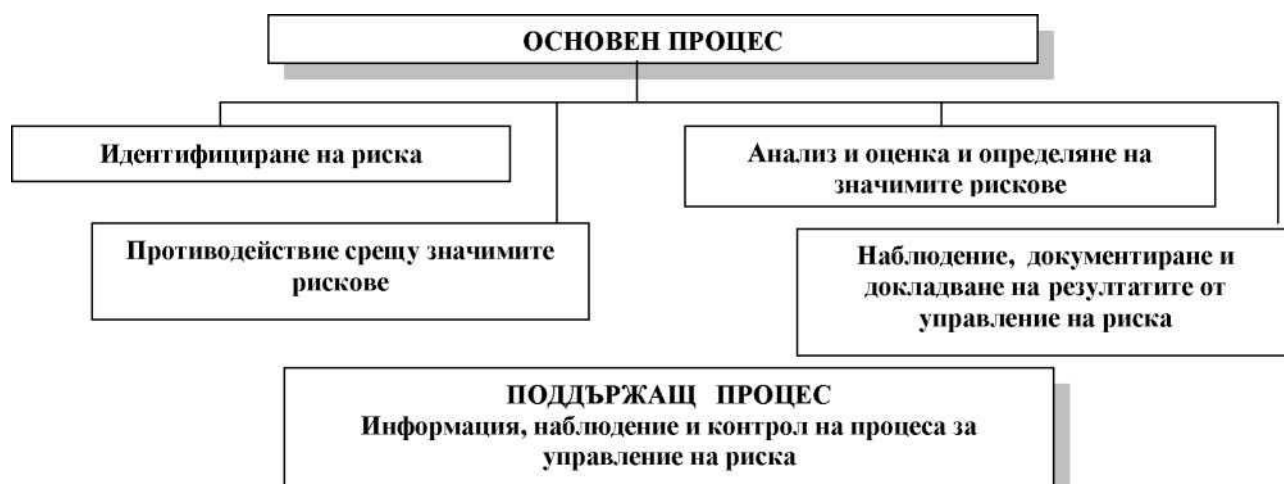 ОСНОВЕН ПРОЦЕС
Идентифициране на риска
Анализ и оценка и определяне на
значимите рискове
Противодействие срещу значимите
рискове
Наблюдение, документиране и
докладване на резултатите от
управление на риска
ПОДДЪРЖАЩ ПРОЦЕС
Информация, наблюдение и контрол на процеса за
управление на риска